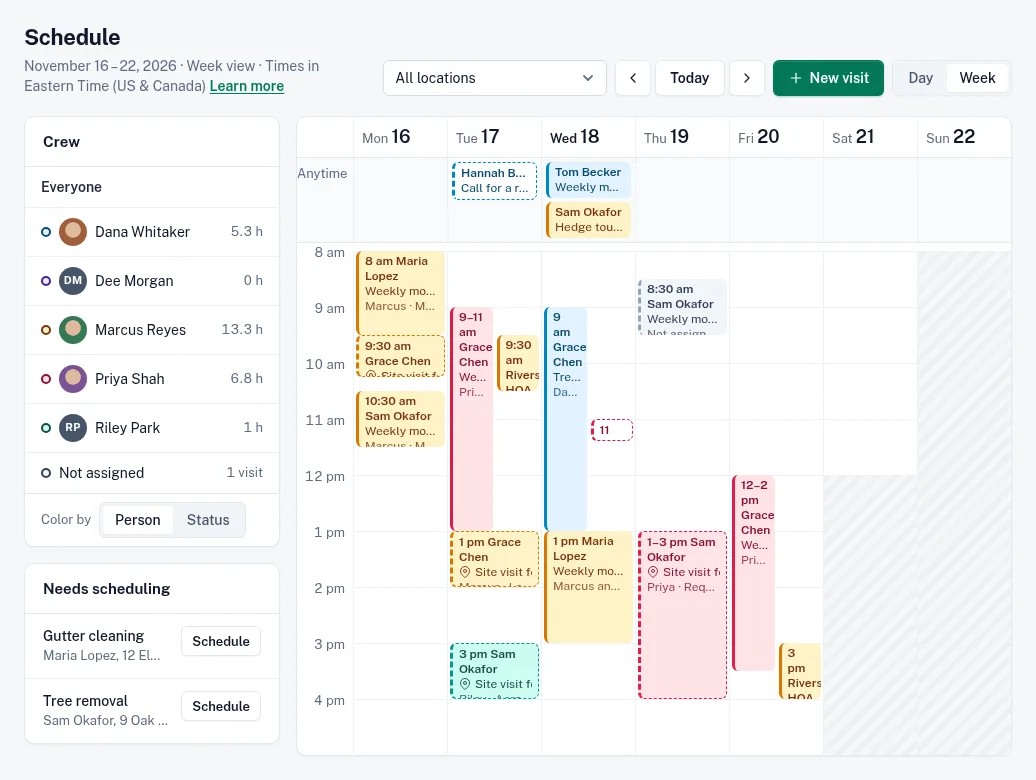 Schedule
November 16–22, 2026 · Week view · Times in
Eastern Time (US & Canada) Learn more
All locations
Today
+ New visit
Day
Week
Crew
Everyone
Dana Whitaker 5.3 h
DM Dee Morgan 0 h
Marcus Reyes 13.3 h
Priya Shah 6.8 h
RP Riley Park 1 h
Not assigned 1 visit
Color by Person Status
Needs scheduling
Gutter cleaning
Maria Lopez, 12 El...
Schedule
Tree removal
Sam Okafor, 9 Oak ...
Schedule
Mon 16 Tue 17 Wed 18 Thu 19 Fri 20 Sat 21 Sun 22
Anytime
Hannah B...
Call for a r...
Tom Becker
Weekly m...
Sam Okafor
Hedge tou...
8 am
9 am
10 am
11 am
12 pm
1 pm
2 pm
3 pm
4 pm
8 am Maria
Lopez
Weekly mo...
Marcus · M...
9:30 am
Grace Chen
Site visit f
10:30 am
Sam Okafor
Weekly mo...
Marcus · M
9–11
am
Grace
Chen
We...
Pri...
9:30
am
Rivers
HOA
1 pm Grace
Chen
Site visit f
3 pm Sam
Okafor
Site visit f
9
am
Grace
Chen
Tre...
Da...
11
1 pm Maria
Lopez
Weekly mo...
Marcus an...
8:30 am
Sam Okafor
Weekly mo...
Not assign
1–3 pm Sam
Okafor
Site visit f
Priya · Req...
12–2
pm
Grace
Chen
We...
Pri...
3
pm
Rivers
HOA